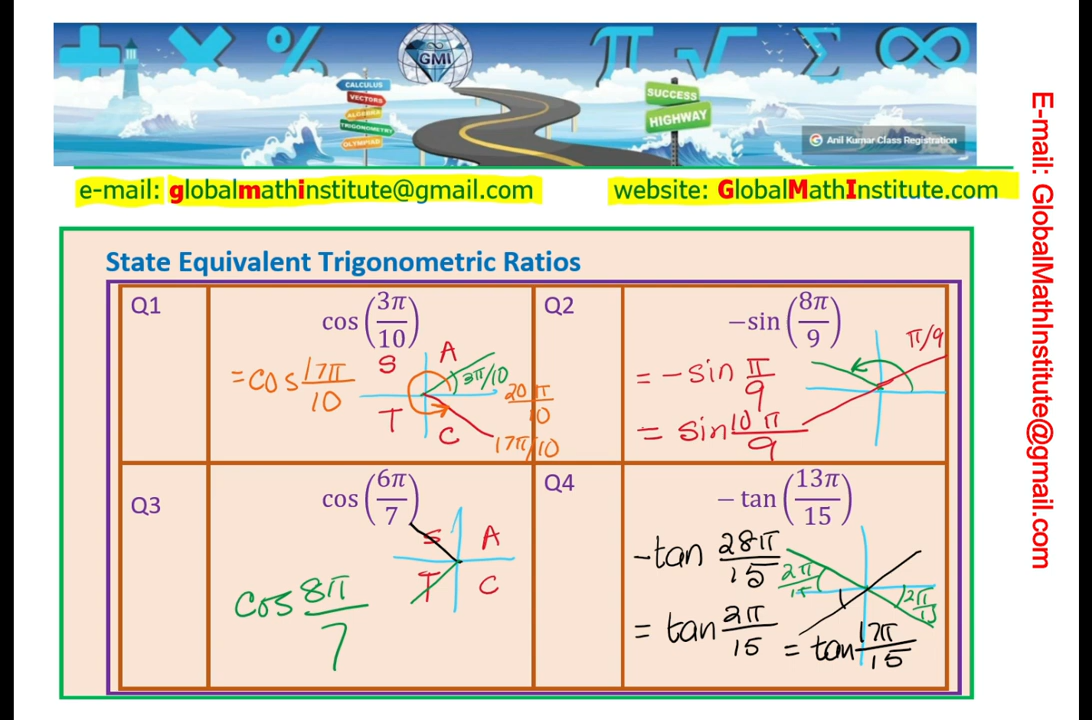 GMI
CALCULUS
VECTORS
ALGEBRA
TRIGONOMETRY
OLYMPIAD
SUCCESS
HIGHWAY
Anil Kumar Class Registration
e-mail: globalmathinstitute@gmail.com website: GlobalMathInstitute.com
E-mail: GlobalMathInstitute@gmail.com
State Equivalent Trigonometric Ratios
Q1
cos(3π/10)
= cos 17π/10
S A
T C
3π/10
20π/10
17π/10
Q2
−sin(8π/9)
π/9
= -sin π/9
= sin 10π/9
Q3
cos(6π/7)
S A
T C
cos 8π/7
Q4
−tan(13π/15)
-tan 28π/15
2π/15
2π/15
= tan 2π/15 = tan 17π/15